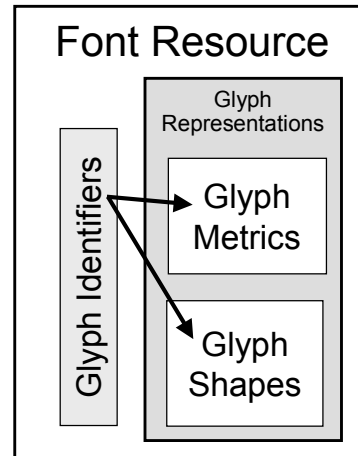 Font Resource
Glyph
Representations
Glyph Identifiers
Glyph
Metrics
Glyph
Shapes